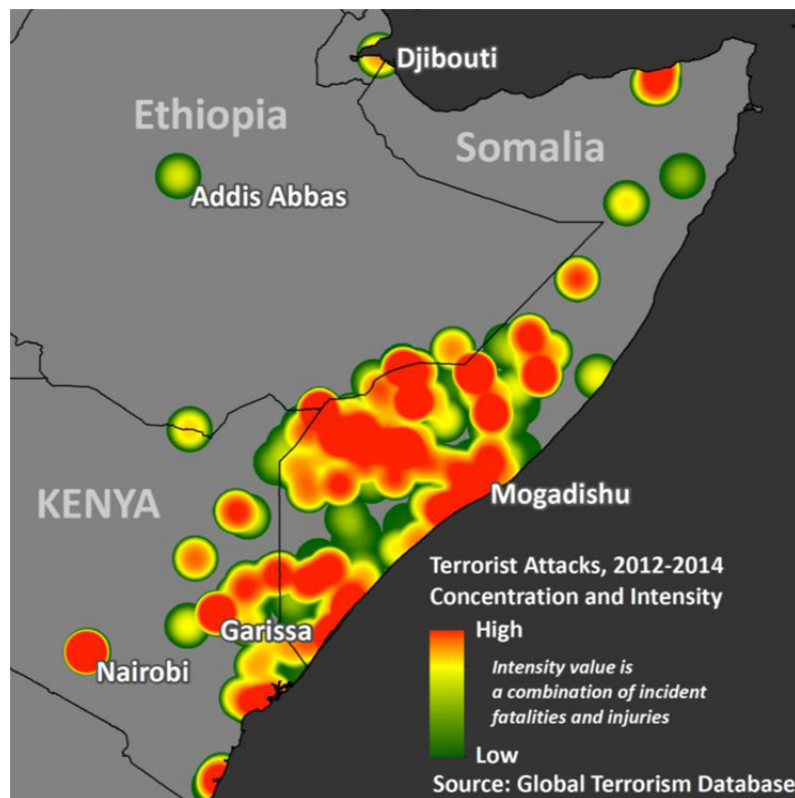 Djibouti
Ethiopia
Somalia
Addis Abbas
KENYA
Mogadishu
Terrorist Attacks, 2012-2014
Concentration and Intensity
High
Intensity value is
a combination of incident
fatalities and injuries
Low
Garissa
Nairobi
Source: Global Terrorism Database